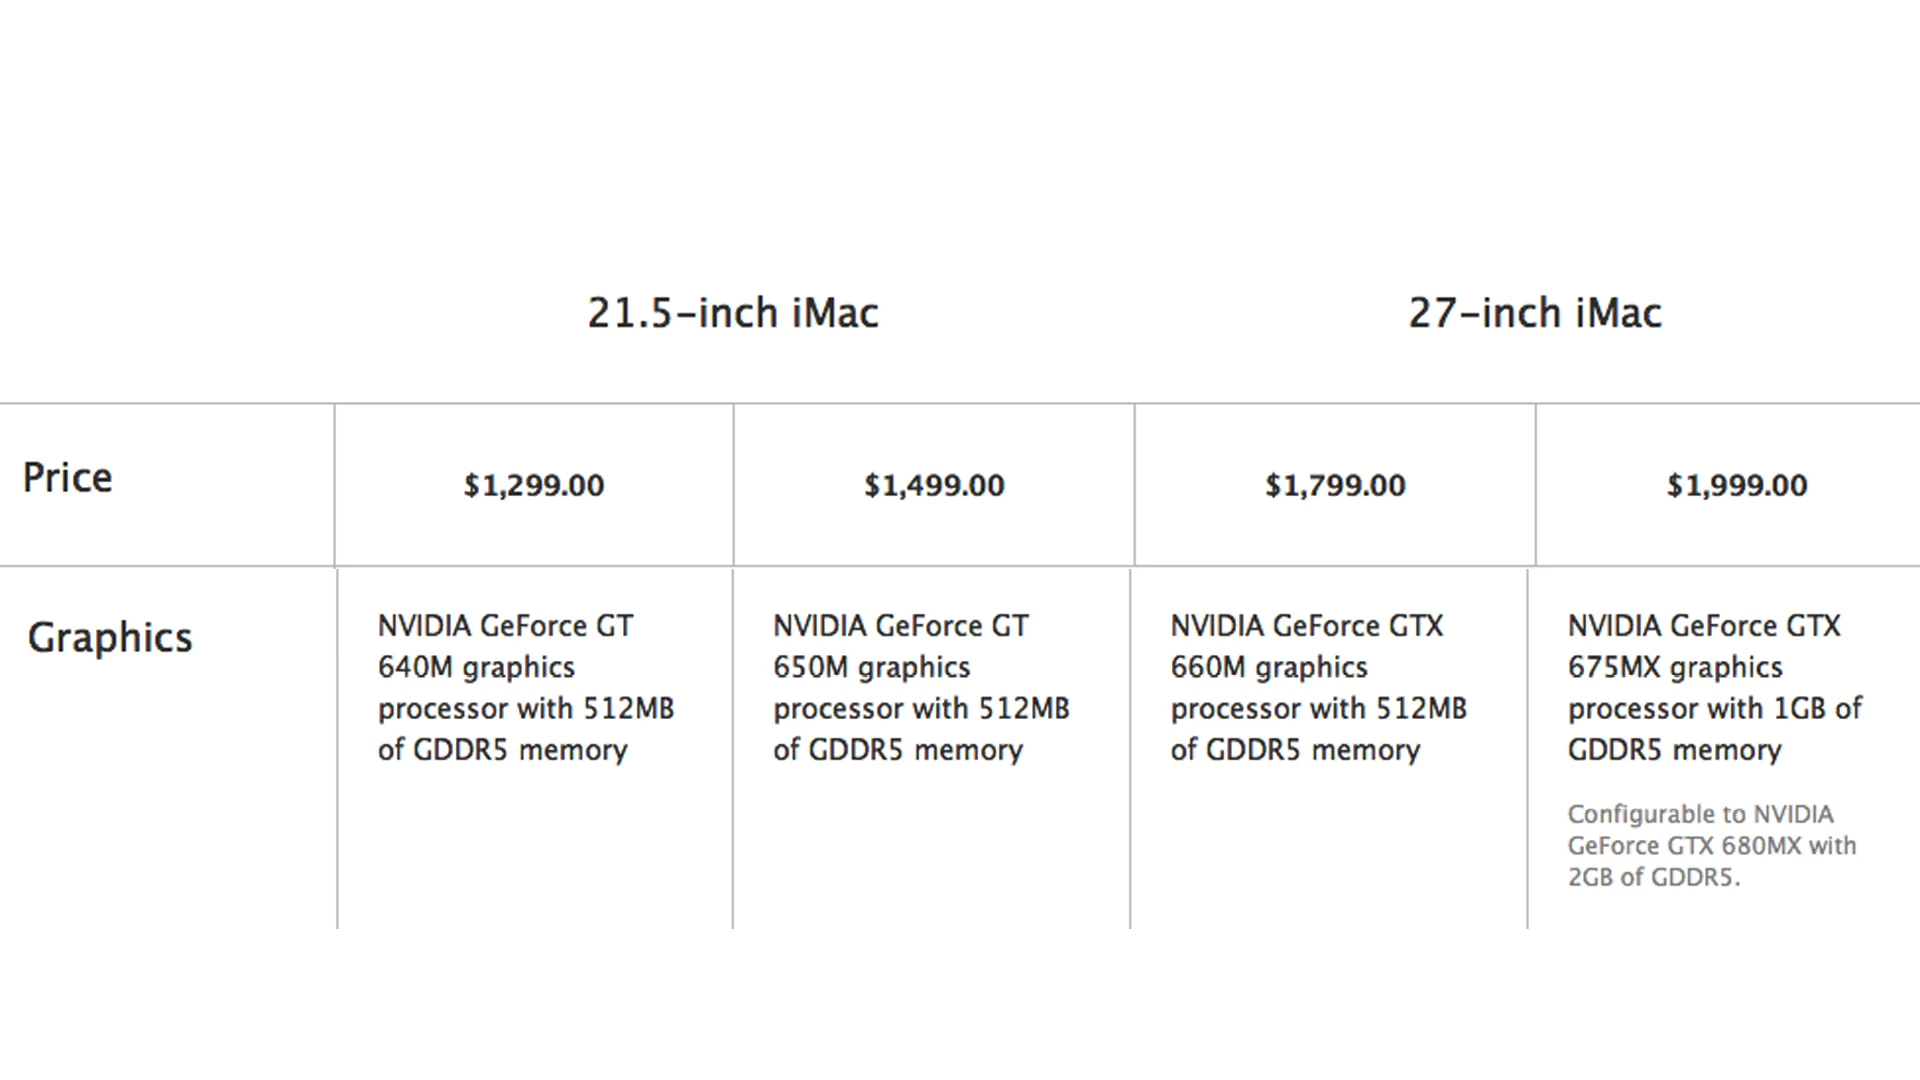 21.5-inch iMac
27-inch iMac
Price
$1,299.00
$1,499.00
$1,799.00
$1,999.00
Graphics
NVIDIA GeForce GT
640M graphics
processor with 512MB
of GDDR5 memory
NVIDIA GeForce GT
650M graphics
processor with 512MB
of GDDR5 memory
NVIDIA GeForce GTX
660M graphics
processor with 512MB
of GDDR5 memory
NVIDIA GeForce GTX
675MX graphics
processor with 1GB of
GDDR5 memory
Configurable to NVIDIA
GeForce GTX 680MX with
2GB of GDDR5.